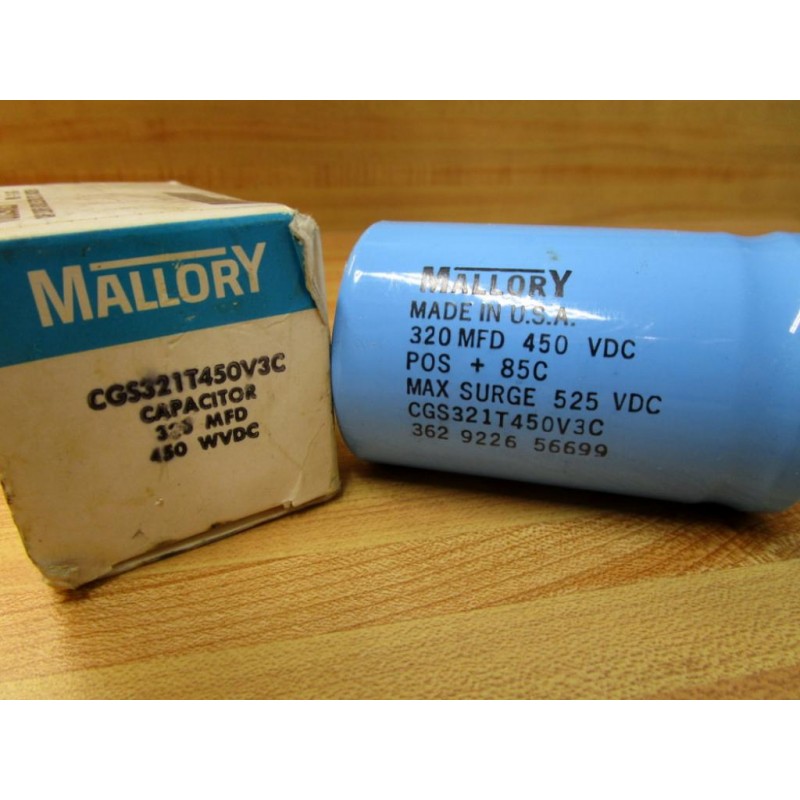 MALLORY
CGS321T450V3C
CAPACITOR
MFD
450 WVDC
MALLORY
MADE IN U.S.A.
320 MFD 450 VDC
POS + 85C
MAX SURGE 525 VDC
CGS321T450V3C
362 9226 56699